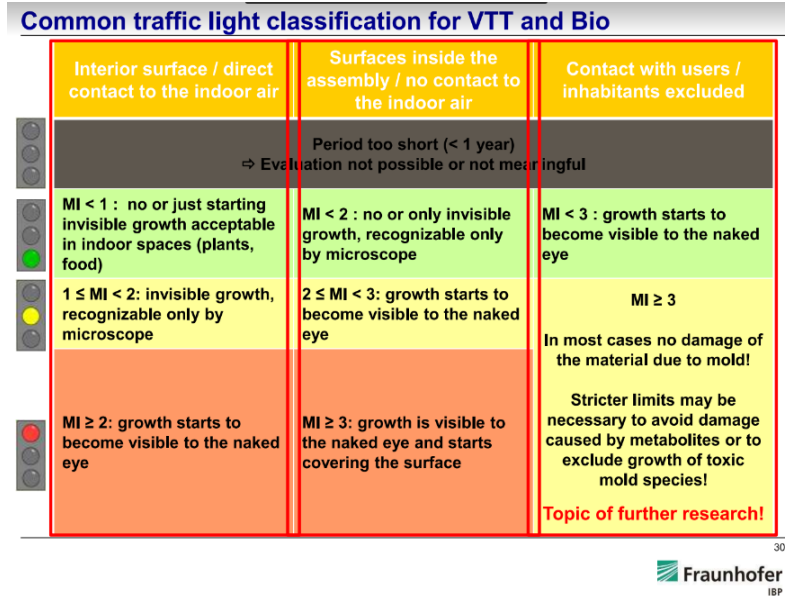 Common traffic light classification for VTT and Bio
Interior surface / direct
contact to the indoor air
Surfaces inside the
assembly / no contact to
the indoor air
Contact with users /
inhabitants excluded
Period too short (< 1 year)
⇨ Evaluation not possible or not meaningful
MI < 1 : no or just starting
invisible growth acceptable
in indoor spaces (plants,
food)
MI < 2 : no or only invisible
growth, recognizable only
by microscope
MI < 3 : growth starts to
become visible to the naked
eye
1 ≤ MI < 2: invisible growth,
recognizable only by
microscope
2 ≤ MI < 3: growth starts to
become visible to the naked
eye
MI ≥ 3
In most cases no damage of
the material due to mold!
Stricter limits may be
necessary to avoid damage
caused by metabolites or to
exclude growth of toxic
mold species!
Topic of further research!
MI ≥ 2: growth starts to
become visible to the naked
eye
MI ≥ 3: growth is visible to
the naked eye and starts
covering the surface
30
Fraunhofer
IBP